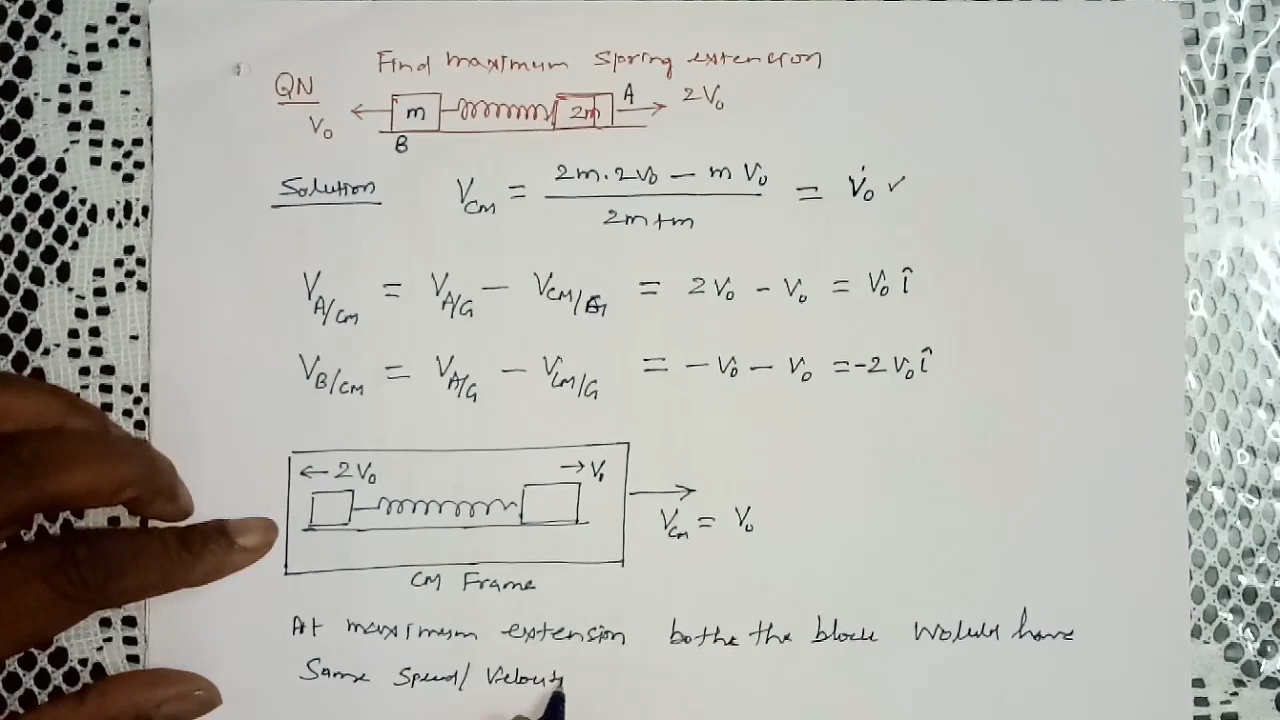 Find maximum Spring extension
QN
V₀ ← m 2m A → 2V₀
B
Solution V_CM = (2m.2V₀ − mV₀)/(2m+m) = V₀ ✓
V_A/CM = V_A/G − V_CM/G = 2V₀ − V₀ = V₀ î
V_B/CM = V_A/G − V_CM/G = −V₀ − V₀ = −2V₀ î
← 2V₀ → V₀
V_CM = V₀
CM Frame
At maximum extension bothe the block would have
Same Speed/ Velocity